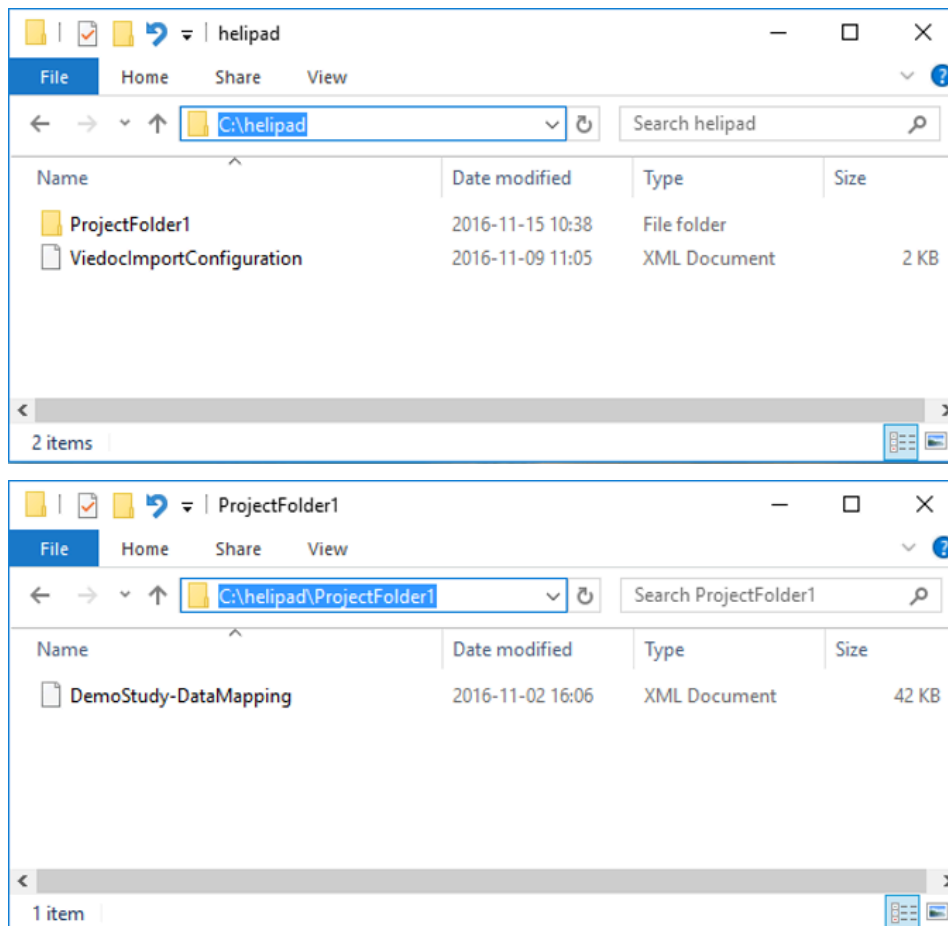 helipad
File Home Share View
C:\helipad Search helipad
Name Date modified Type Size
ProjectFolder1 2016-11-15 10:38 File folder
ViedocImportConfiguration 2016-11-09 11:05 XML Document 2 KB
2 items
ProjectFolder1
File Home Share View
C:\helipad\ProjectFolder1 Search ProjectFolder1
Name Date modified Type Size
DemoStudy-DataMapping 2016-11-02 16:06 XML Document 42 KB
1 item